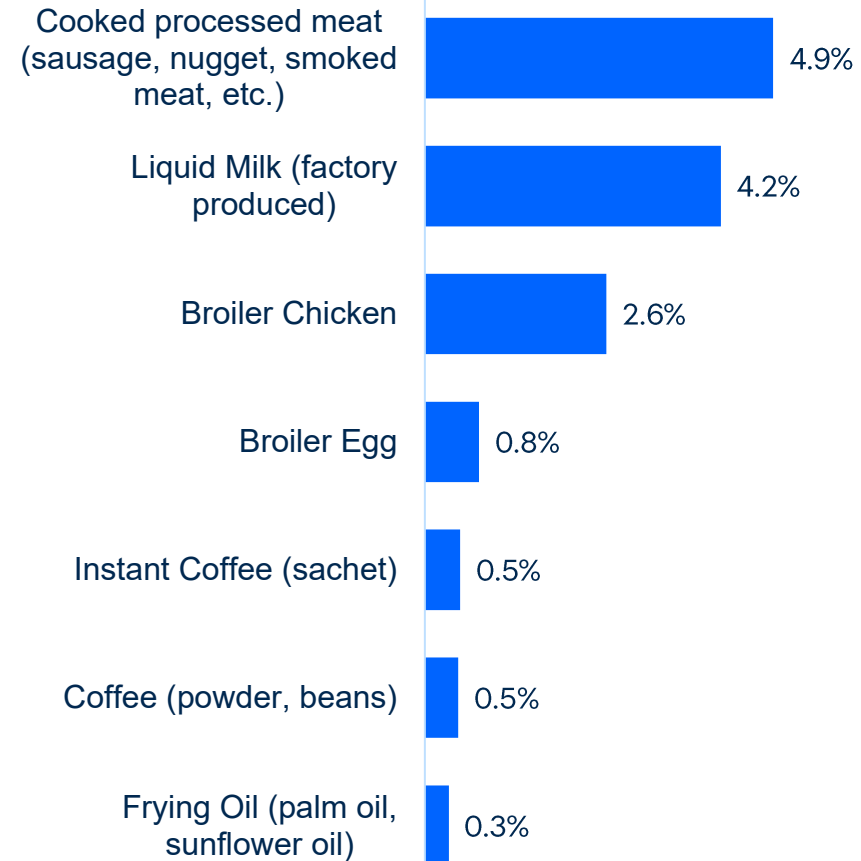 Cooked processed meat
(sausage, nugget, smoked
meat, etc.)
4.9%
Liquid Milk (factory
produced)
4.2%
Broiler Chicken
2.6%
Broiler Egg
0.8%
Instant Coffee (sachet)
0.5%
Coffee (powder, beans)
0.5%
Frying Oil (palm oil,
sunflower oil)
0.3%